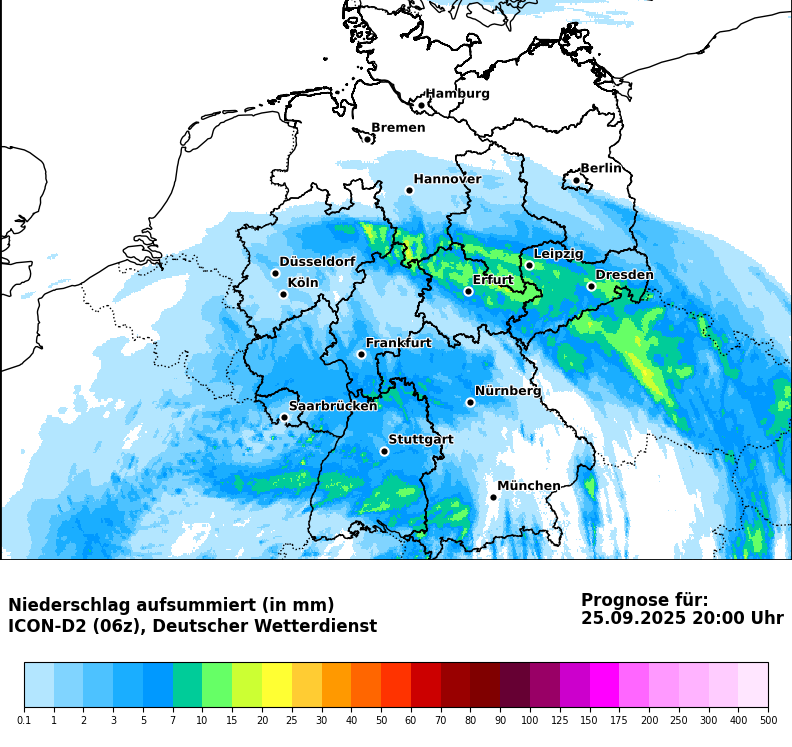 Hamburg
Bremen
Berlin
Hannover
Leipzig
Düsseldorf
Dresden
Köln
Erfurt
Frankfurt
Nürnberg
Saarbrücken
Stuttgart
München
Niederschlag aufsummiert (in mm)
ICON-D2 (06z), Deutscher Wetterdienst
Prognose für:
25.09.2025 20:00 Uhr
0.1 1 2 3 5 7 10 15 20 25 30 40 50 60 70 80 90 100 125 150 175 200 250 300 400 500